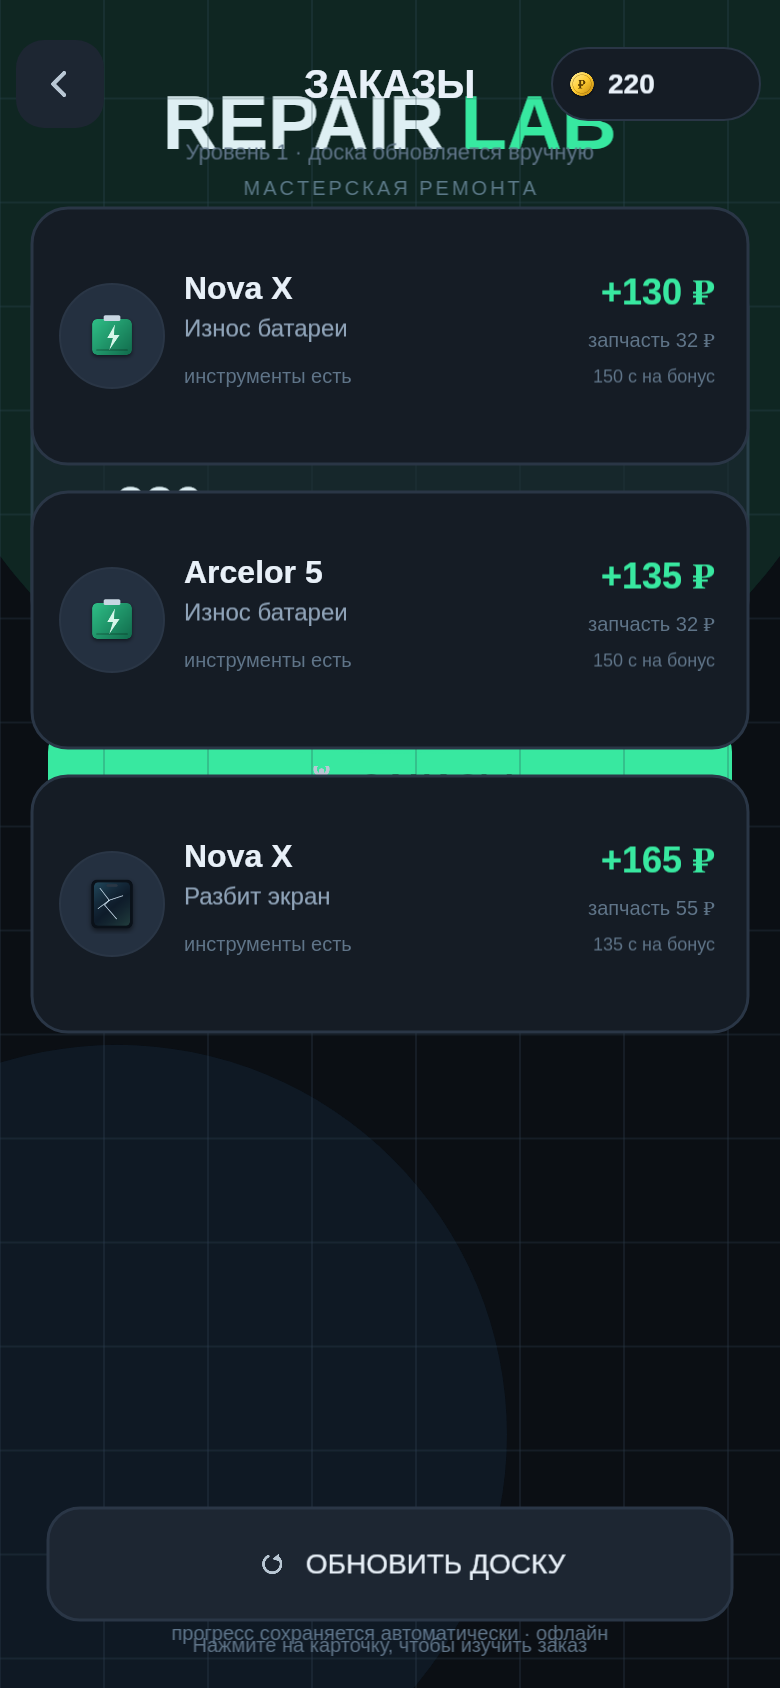 ЗАКАЗЫ
220
REPAIR LAB
Уровень 1 · доска обновляется вручную
МАСТЕРСКАЯ РЕМОНТА
Nova X
+130 ₽
Износ батареи
запчасть 32 ₽
инструменты есть
150 с на бонус
Arcelor 5
+135 ₽
Износ батареи
запчасть 32 ₽
инструменты есть
150 с на бонус
Nova X
+165 ₽
Разбит экран
запчасть 55 ₽
инструменты есть
135 с на бонус
ОБНОВИТЬ ДОСКУ
прогресс сохраняется автоматически · офлайн
Нажмите на карточку, чтобы изучить заказ